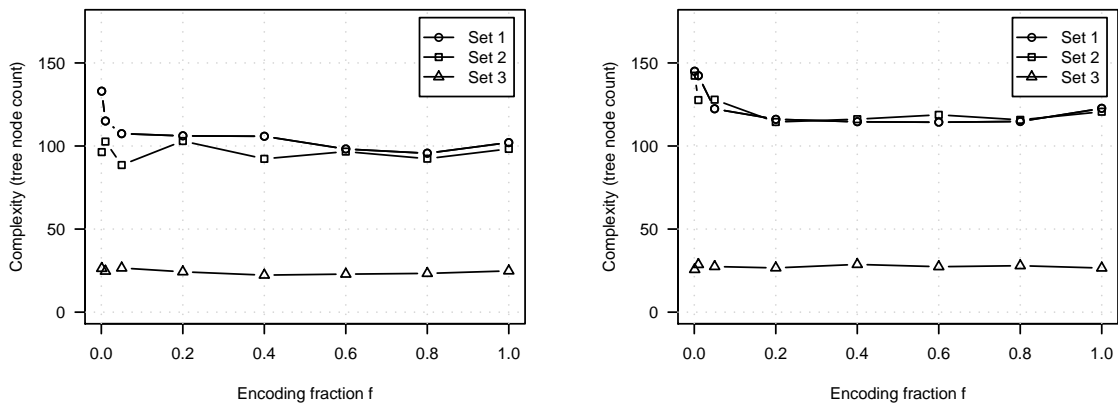 Complexity (tree node count)
150
100
50
0
Set 1
Set 2
Set 3
0.0 0.2 0.4 0.6 0.8 1.0
Encoding fraction f
Complexity (tree node count)
150
100
50
0
Set 1
Set 2
Set 3
0.0 0.2 0.4 0.6 0.8 1.0
Encoding fraction f